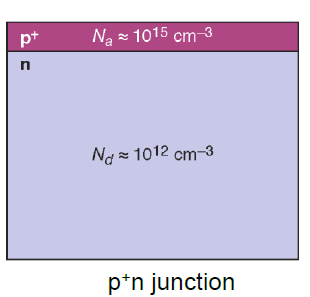 p⁺ Nₐ ≈ 10¹⁵ cm⁻³
n
N_d ≈ 10¹² cm⁻³
p⁺n junction